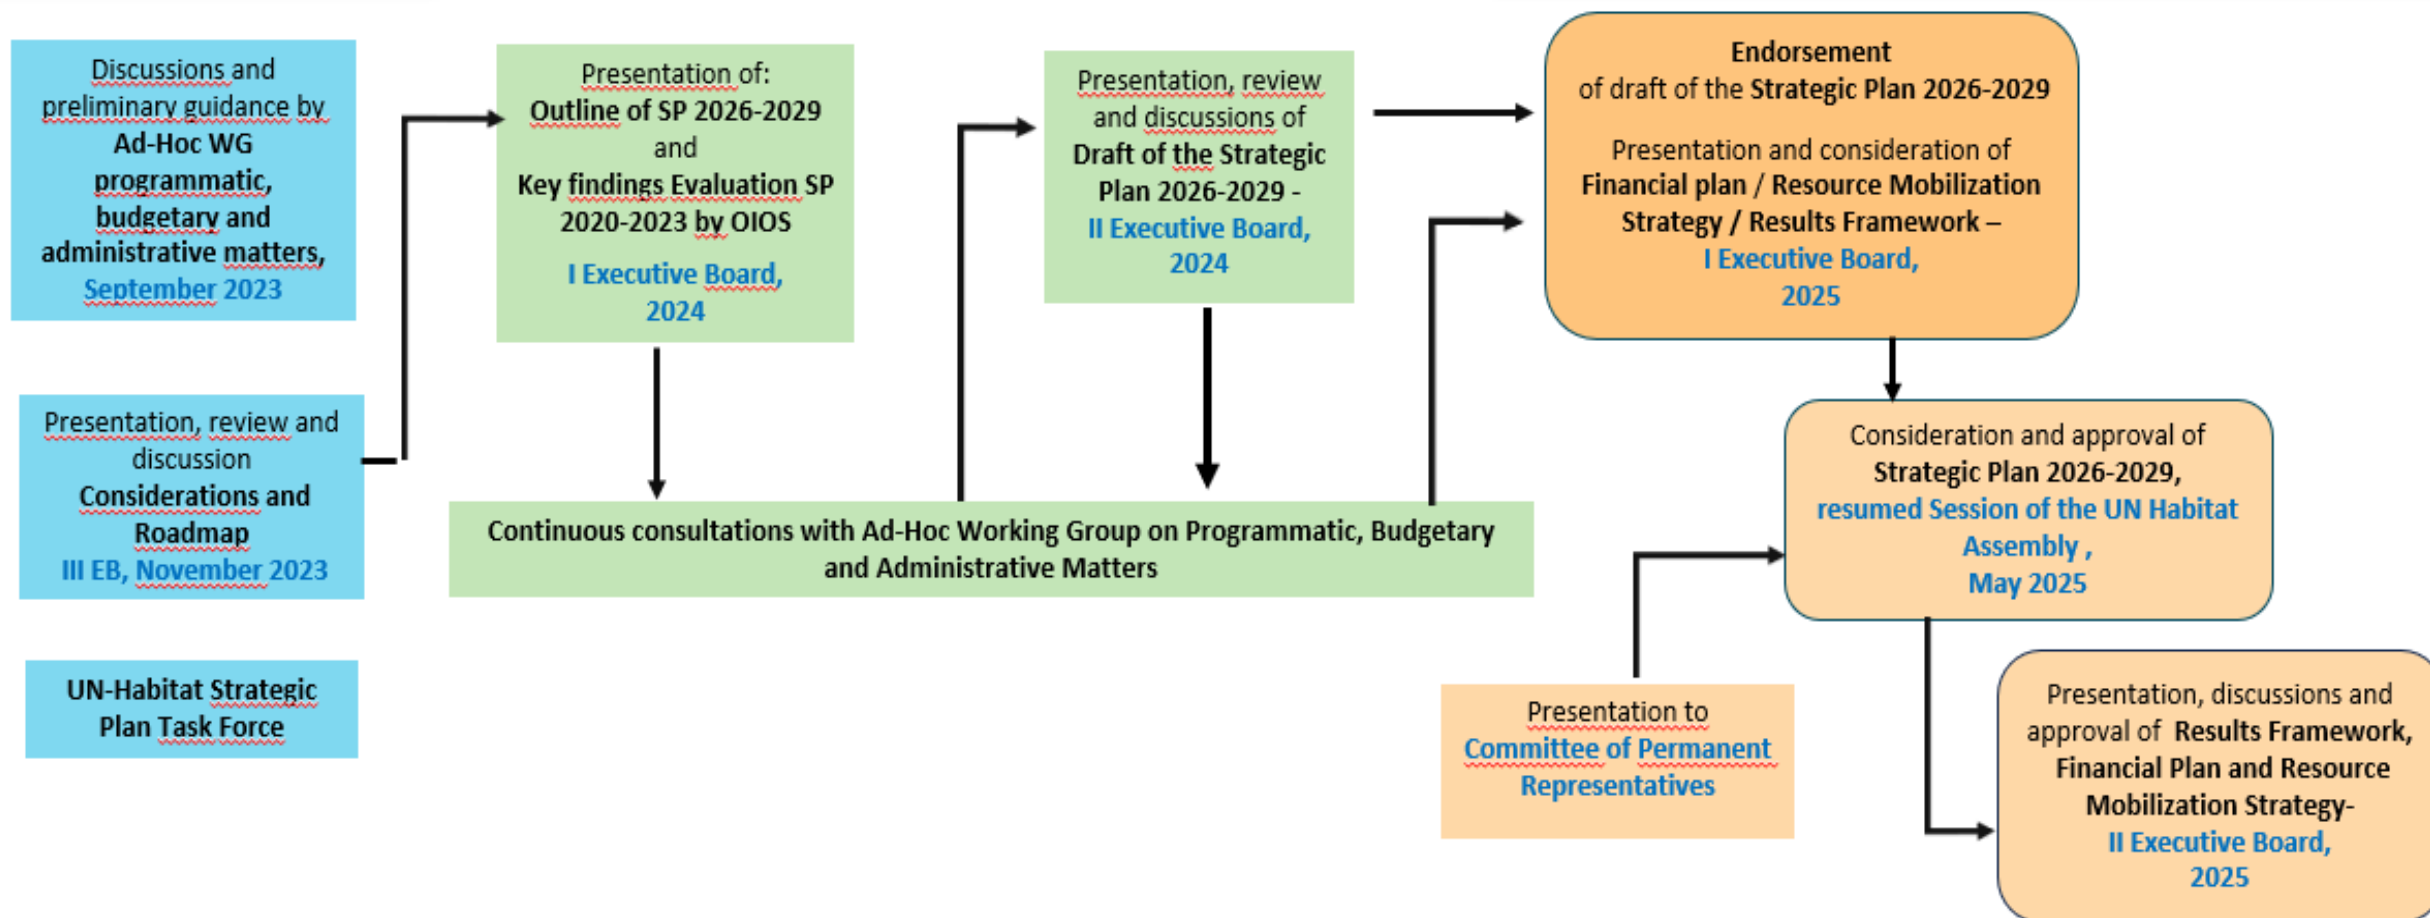 Discussions and
preliminary guidance by
Ad-Hoc WG
programmatic,
budgetary and
administrative matters,
September 2023
Presentation, review and
discussion
Considerations and
Roadmap
III EB, November 2023
UN-Habitat Strategic
Plan Task Force
Presentation of:
Outline of SP 2026-2029
and
Key findings Evaluation SP
2020-2023 by OIOS
I Executive Board,
2024
Presentation, review
and discussions of
Draft of the Strategic
Plan 2026-2029 -
II Executive Board,
2024
Continuous consultations with Ad-Hoc Working Group on Programmatic, Budgetary
and Administrative Matters
Endorsement
of draft of the Strategic Plan 2026-2029
Presentation and consideration of
Financial plan / Resource Mobilization
Strategy / Results Framework –
I Executive Board,
2025
Consideration and approval of
Strategic Plan 2026-2029,
resumed Session of the UN Habitat
Assembly ,
May 2025
Presentation to
Committee of Permanent
Representatives
Presentation, discussions and
approval of Results Framework,
Financial Plan and Resource
Mobilization Strategy-
II Executive Board,
2025